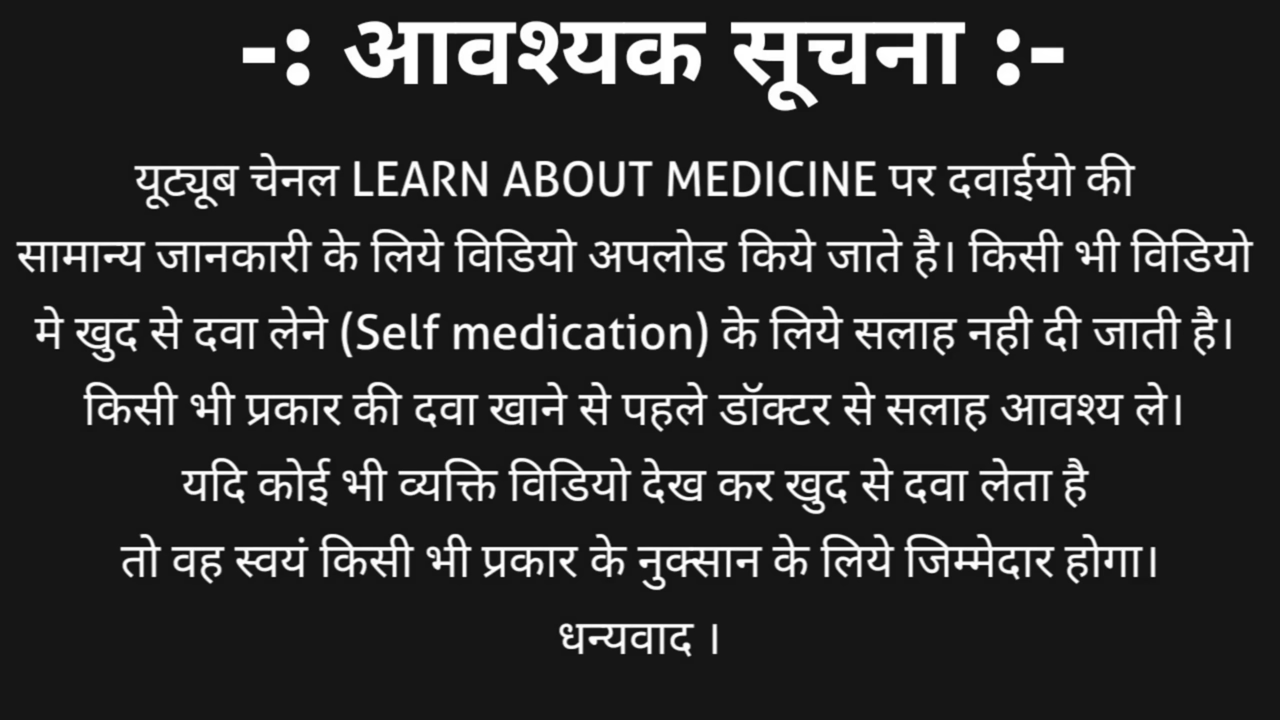 -: आवश्यक सूचना :-
यूट्यूब चेनल LEARN ABOUT MEDICINE पर दवाईयो की
सामान्य जानकारी के लिये विडियो अपलोड किये जाते है। किसी भी विडियो
मे खुद से दवा लेने (Self medication) के लिये सलाह नही दी जाती है।
किसी भी प्रकार की दवा खाने से पहले डॉक्टर से सलाह आवश्य ले।
यदि कोई भी व्यक्ति विडियो देख कर खुद से दवा लेता है
तो वह स्वयं किसी भी प्रकार के नुक्सान के लिये जिम्मेदार होगा।
धन्यवाद ।